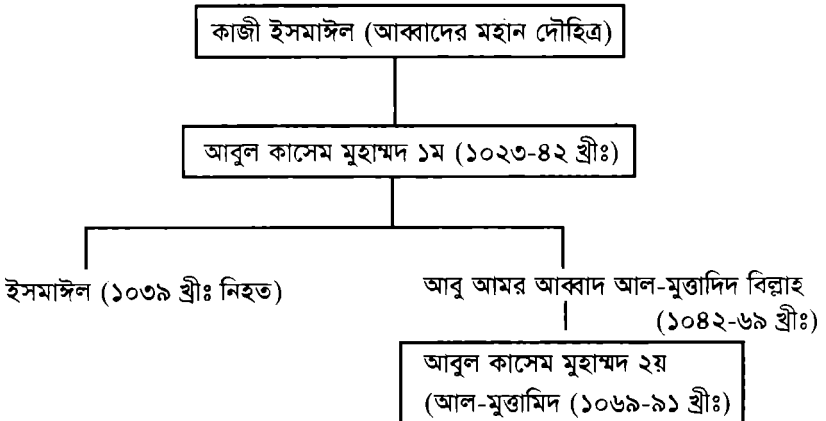 কাজী ইসমাঈল (আব্বাদের মহান দৌহিত্র)
আবুল কাসেম মুহাম্মদ ১ম (১০২৩-৪২ খ্রীঃ)
ইসমাঈল (১০৩৯ খ্রীঃ নিহত)
আবু আমর আব্বাদ আল-মুত্তাদিদ বিল্লাহ
(১০৪২-৬৯ খ্রীঃ)
আবুল কাসেম মুহাম্মদ ২য়
(আল-মুত্তামিদ (১০৬৯-৯১ খ্রীঃ)